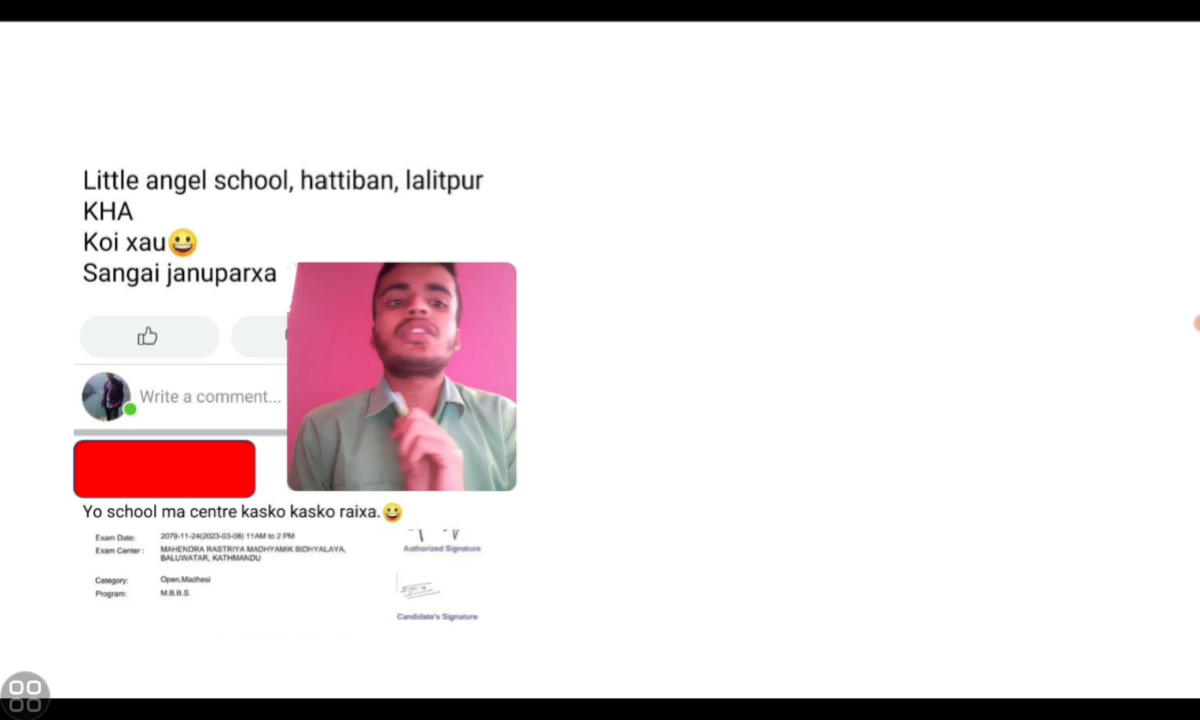 Little angel school, hattiban, lalitpur
KHA
Koi xau😀
Sangai januparxa
Write a comment...
Yo school ma centre kasko kasko raixa.😀
Exam Date: 2079-11-24(2023-03-08) 11AM to 2 PM
Exam Center : MAHENDRA RASTRIYA MADHYAMIK BIDHYALAYA,
BALUWATAR, KATHMANDU
Authorized Signature
Category: Open,Madhesi
Program: M.B.B.S.
Candidate's Signature